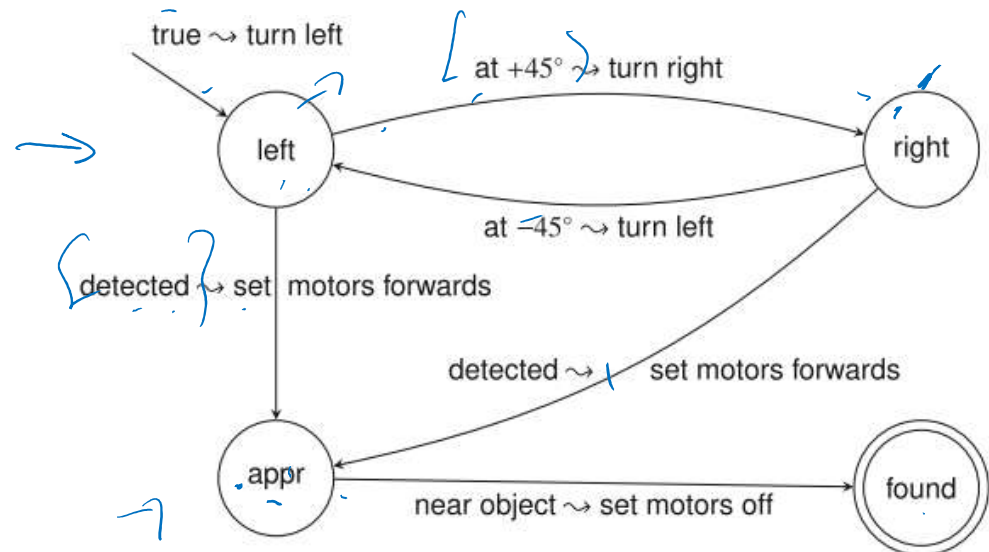 true ⤳ turn left
at +45° ⤳ turn right
left
right
at −45° ⤳ turn left
detected ⤳ set motors forwards
detected ⤳ set motors forwards
appr
found
near object ⤳ set motors off